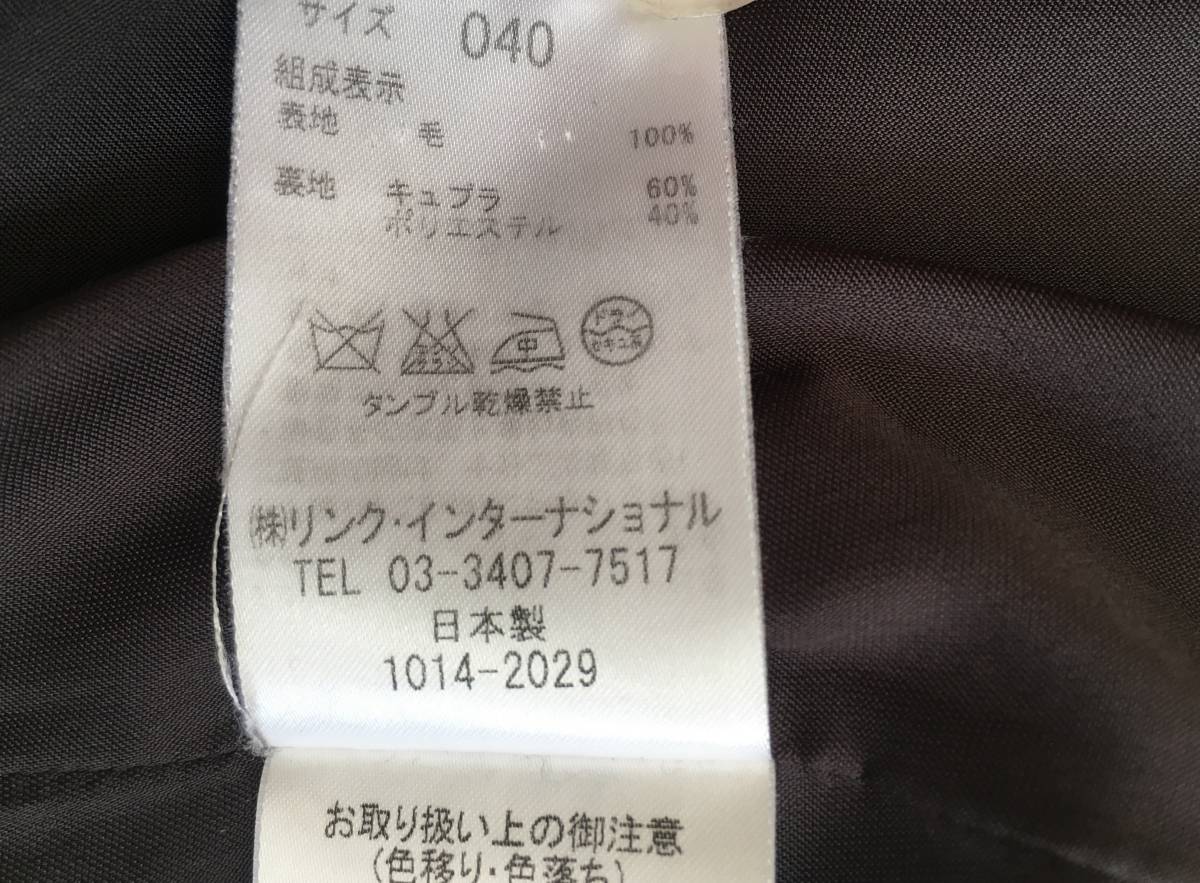 サイズ 040
組成表示
表地 毛 100%
裏地 キュプラ 60%
ポリエステル 40%
中
ドライ
セキユ系
タンブル乾燥禁止
(株)リンク・インターナショナル
TEL 03-3407-7517
日本製
1014-2029
お取り扱い上の御注意
(色移り・色落ち)